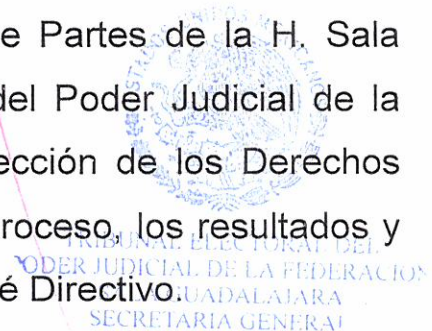 e Partes de la H. Sala
del Poder Judicial de la
ección de los Derechos
roceso, los resultados y
é Directivo.
TRIBUNAL ELECTORAL DEL
PODER JUDICIAL DE LA FEDERACION
GUADALAJARA
SECRETARIA GENERAL